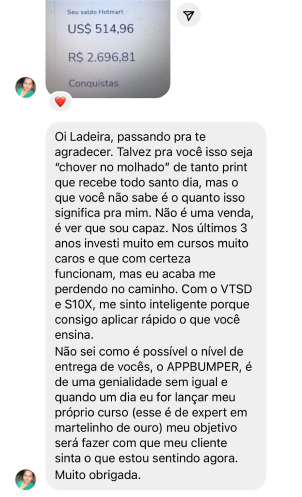 Seu saldo Hotmart
US$ 514,96
R$ 2.696,81
Conquistas
Oi Ladeira, passando pra te
agradecer. Talvez pra você isso seja
“chover no molhado” de tanto print
que recebe todo santo dia, mas o
que você não sabe é o quanto isso
significa pra mim. Não é uma venda,
é ver que sou capaz. Nos últimos 3
anos investi muito em cursos muito
caros e que com certeza
funcionam, mas eu acaba me
perdendo no caminho. Com o VTSD
e S10X, me sinto inteligente porque
consigo aplicar rápido o que você
ensina.
Não sei como é possível o nível de
entrega de vocês, o APPBUMPER, é
de uma genialidade sem igual e
quando um dia eu for lançar meu
próprio curso (esse é de expert em
martelinho de ouro) meu objetivo
será fazer com que meu cliente
sinta o que estou sentindo agora.
Muito obrigada.